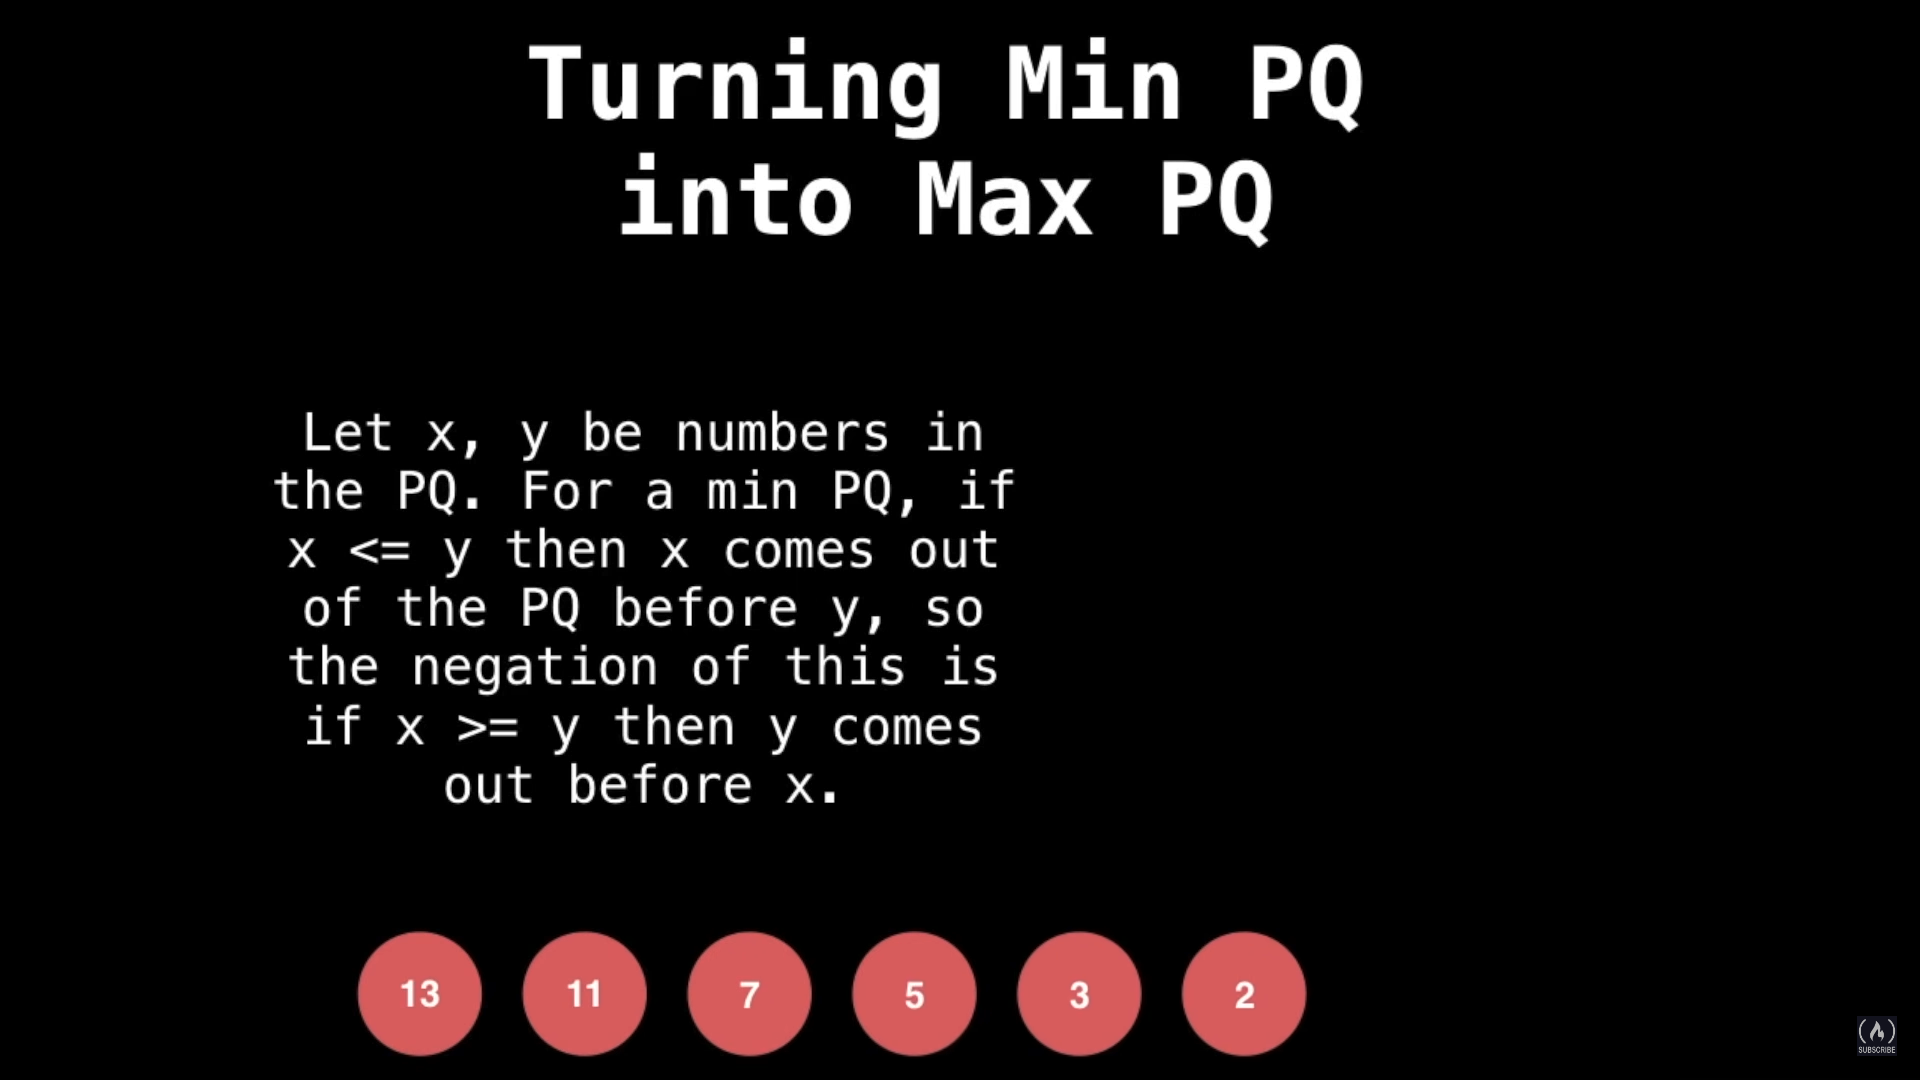 Turning Min PQ
into Max PQ
Let x, y be numbers in
the PQ. For a min PQ, if
x <= y then x comes out
of the PQ before y, so
the negation of this is
if x >= y then y comes
out before x.
13 11 7 5 3 2
SUBSCRIBE